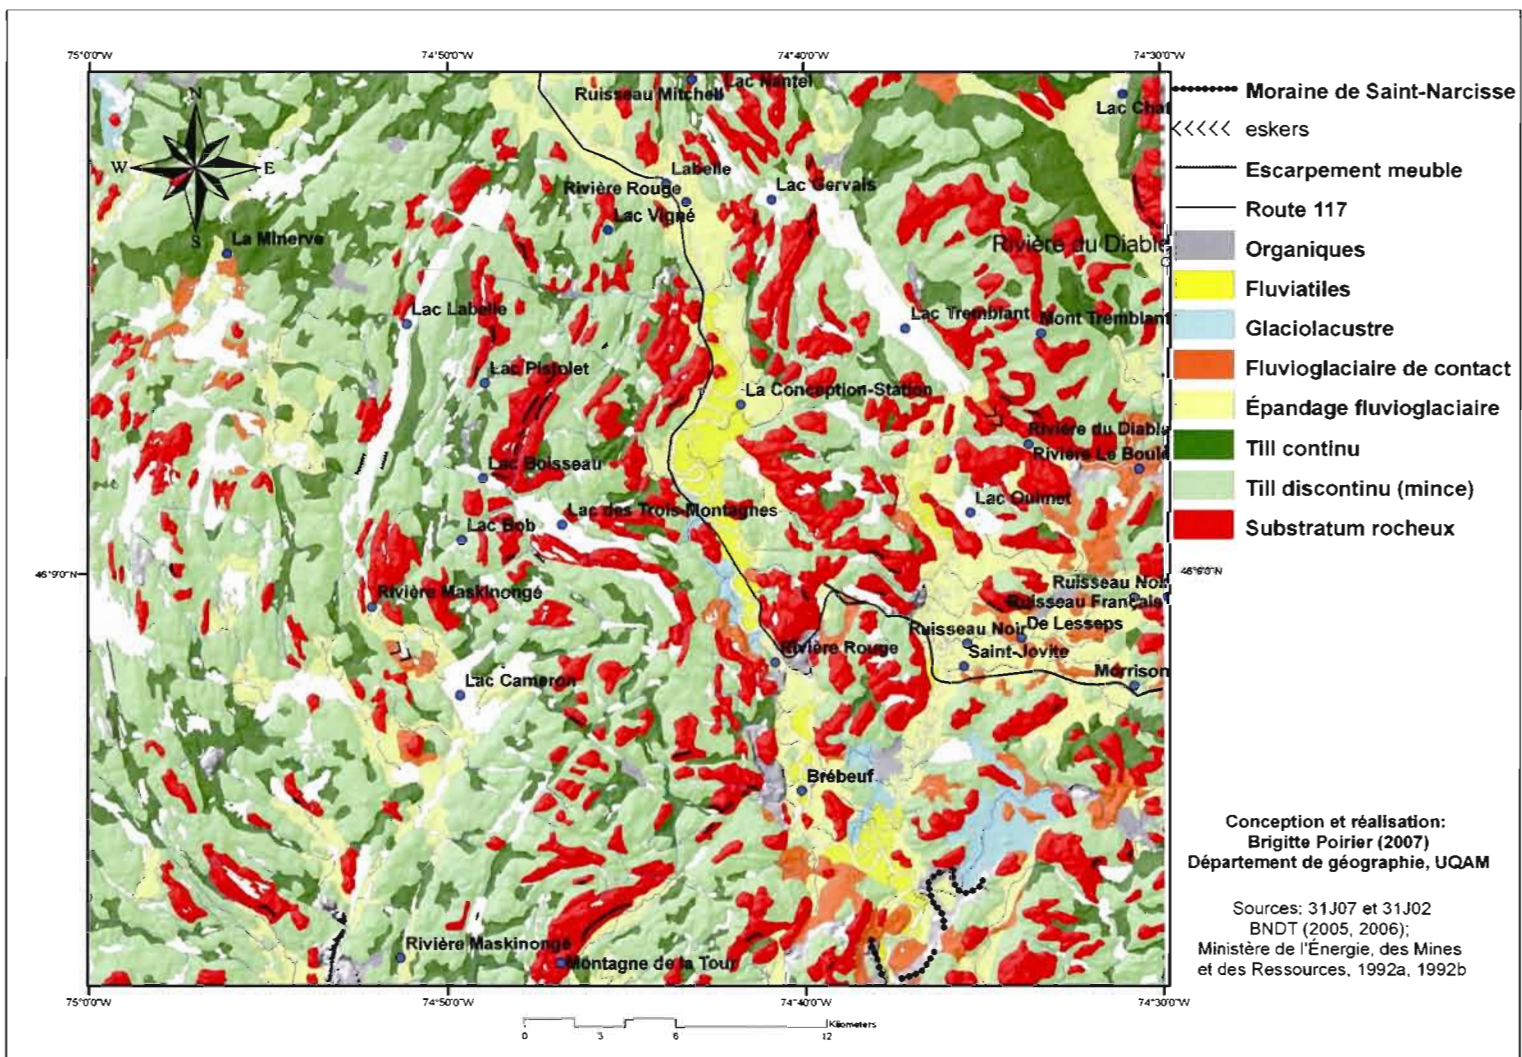 75°0'0"W
74°50'0"W
74°40'0"W
74°30'0"W
N
W
E
S
Lac Nantel
Ruisseau Mitchell
Lac Chat
Labelle
Rivière Rouge
Lac Gervais
Lac Vigné
La Minerve
Rivière du Diable
Lac Labelle
Lac Tremblant
Mont Tremblant
Lac Pistolet
La Conception-Station
Rivière du Diable
Rivière Le Boulé
Lac Boisseau
Lac Ouimet
Lac des Trois-Montagnes
Lac Bob
46°9'0"N
46°6'0"N
Ruisseau Noir
Rivière Maskinongé
Ruisseau Français
De Lesseps
Ruisseau Noir
Rivière Rouge
Saint-Jovite
Morrison
Lac Cameron
Brébeuf
Rivière Maskinongé
Montagne de la Tour
75°0'0"W
74°50'0"W
74°40'0"W
74°30'0"W
Kilometers
0 3 6 12
Moraine de Saint-Narcisse
eskers
Escarpement meuble
Route 117
Organiques
Fluviatiles
Glaciolacustre
Fluvioglaciaire de contact
Épandage fluvioglaciaire
Till continu
Till discontinu (mince)
Substratum rocheux
Conception et réalisation:
Brigitte Poirier (2007)
Département de géographie, UQAM
Sources: 31J07 et 31J02
BNDT (2005, 2006);
Ministère de l'Énergie, des Mines
et des Ressources, 1992a, 1992b